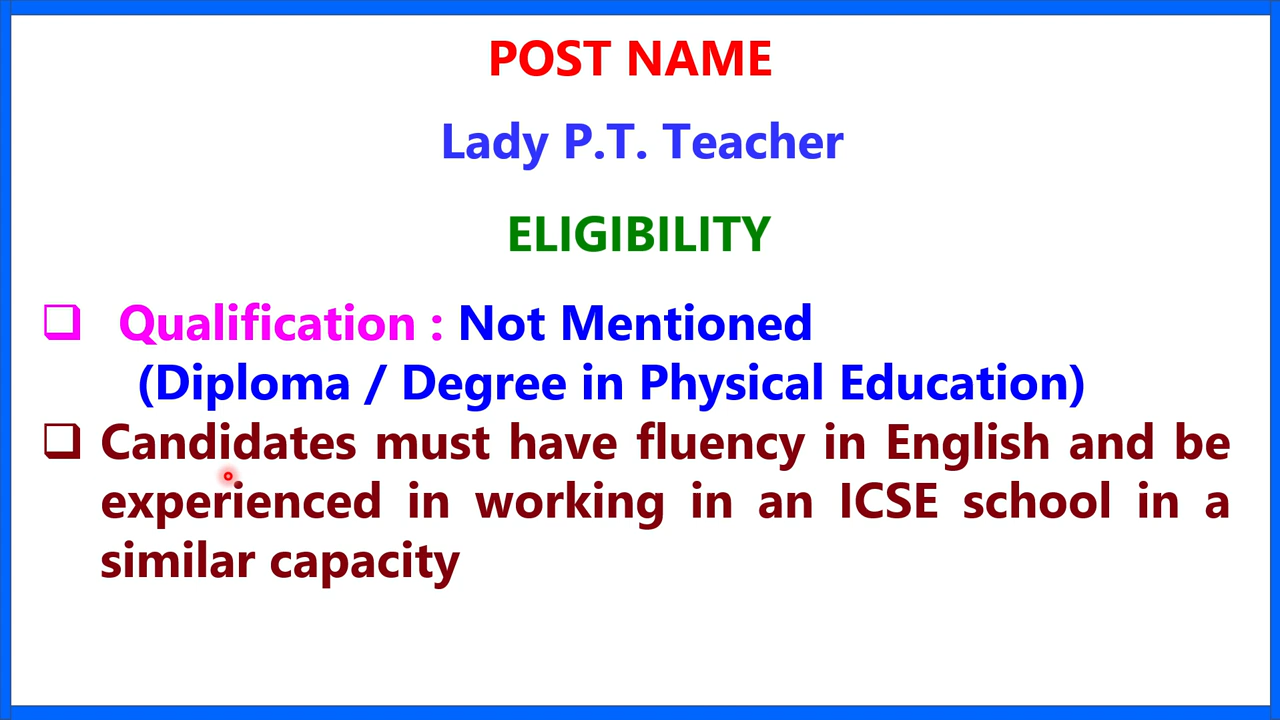 POST NAME
Lady P.T. Teacher
ELIGIBILITY
❑ Qualification : Not Mentioned
(Diploma / Degree in Physical Education)
❑ Candidates must have fluency in English and be
experienced in working in an ICSE school in a
similar capacity